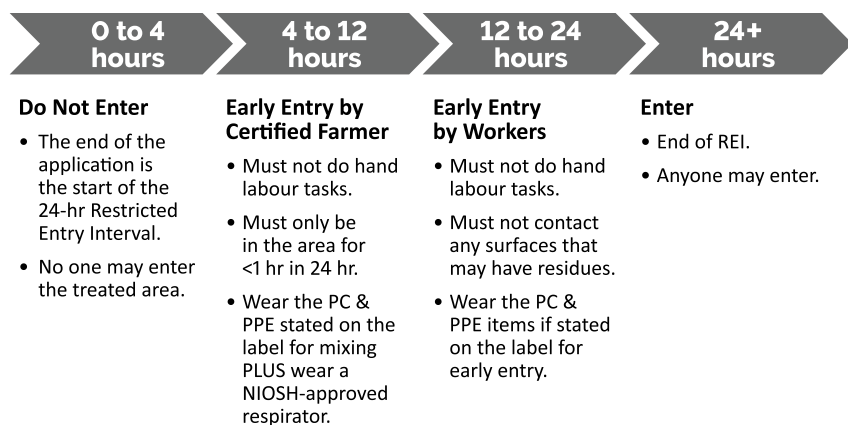 0 to 4
hours
4 to 12
hours
12 to 24
hours
24+
hours
Do Not Enter
• The end of the
application is
the start of the
24-hr Restricted
Entry Interval.
• No one may enter
the treated area.
Early Entry by
Certified Farmer
• Must not do hand
labour tasks.
• Must only be
in the area for
<1 hr in 24 hr.
• Wear the PC &
PPE stated on the
label for mixing
PLUS wear a
NIOSH-approved
respirator.
Early Entry
by Workers
• Must not do hand
labour tasks.
• Must not contact
any surfaces that
may have residues.
• Wear the PC &
PPE items if stated
on the label for
early entry.
Enter
• End of REI.
• Anyone may enter.